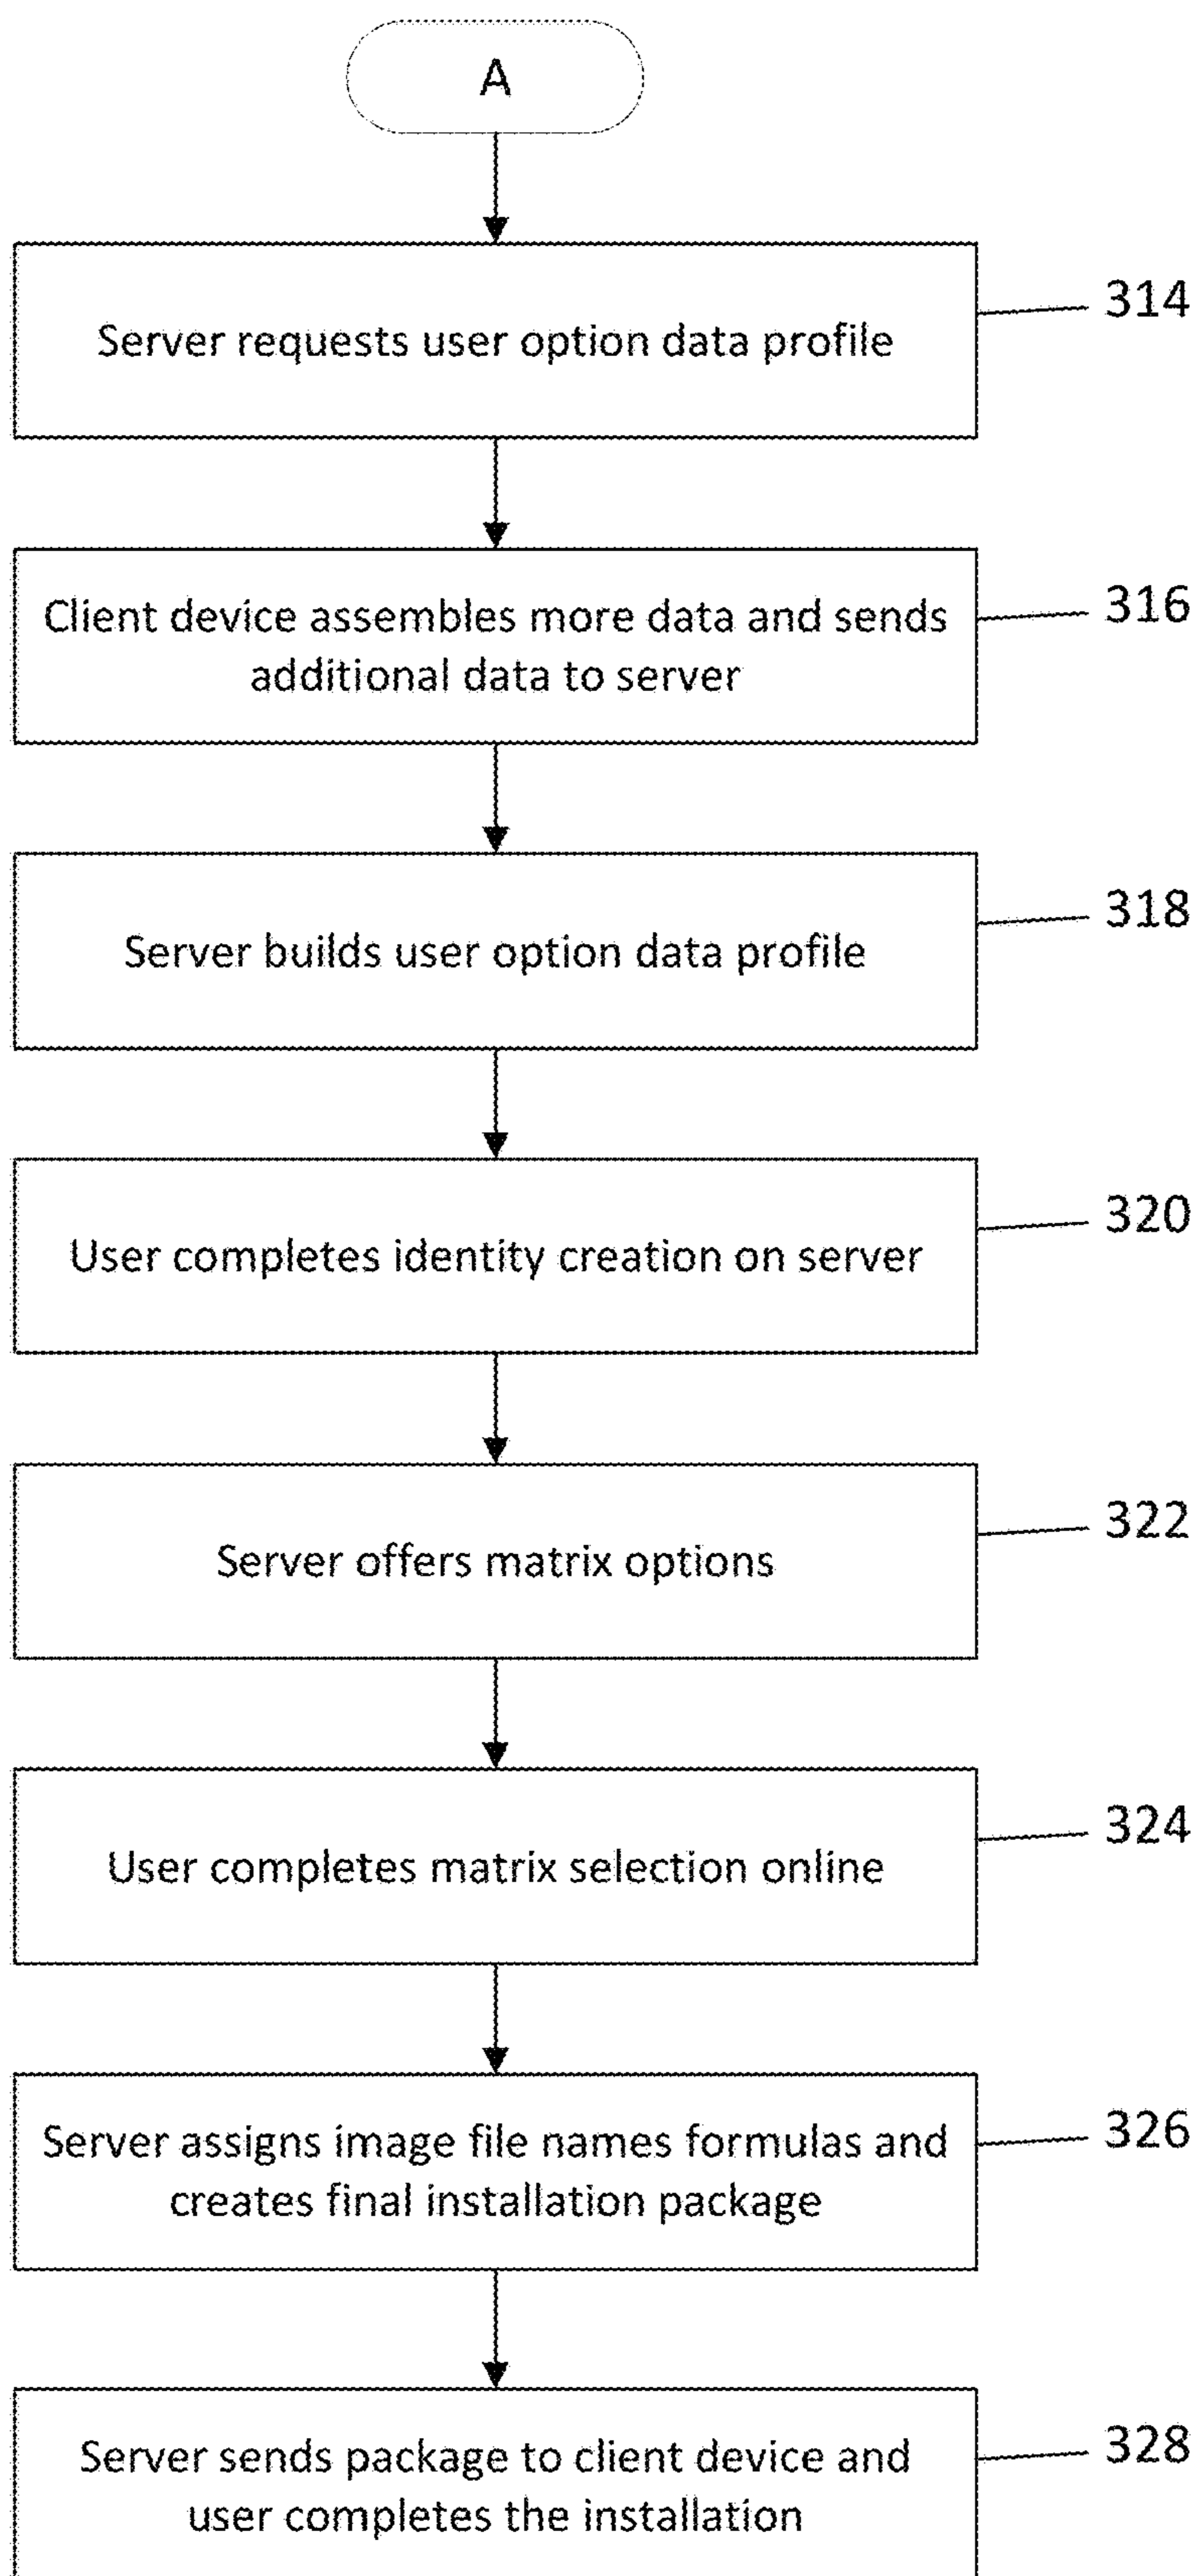 A
314
Server requests user option data profile
316
Client device assembles more data and sends
additional data to server
318
Server builds user option data profile
320
User completes identity creation on server
322
Server offers matrix options
324
User completes matrix selection online
326
Server assigns image file names formulas and
creates final installation package
328
Server sends package to client device and
user completes the installation